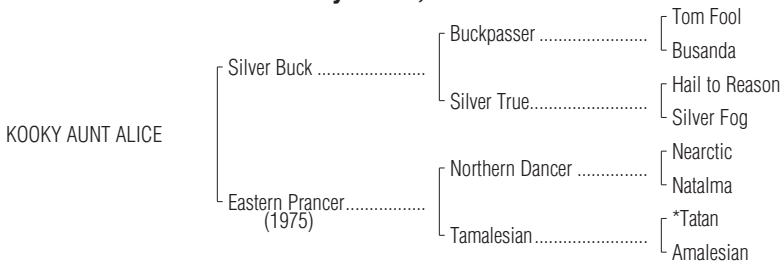 Tom Fool
Buckpasser ......................
Busanda
Silver Buck ......................
Hail to Reason
Silver True........................
Silver Fog
KOOKY AUNT ALICE
Nearctic
Northern Dancer ...............
Natalma
Eastern Prancer.................
(1975)
*Tatan
Tamalesian.......................
Amalesian